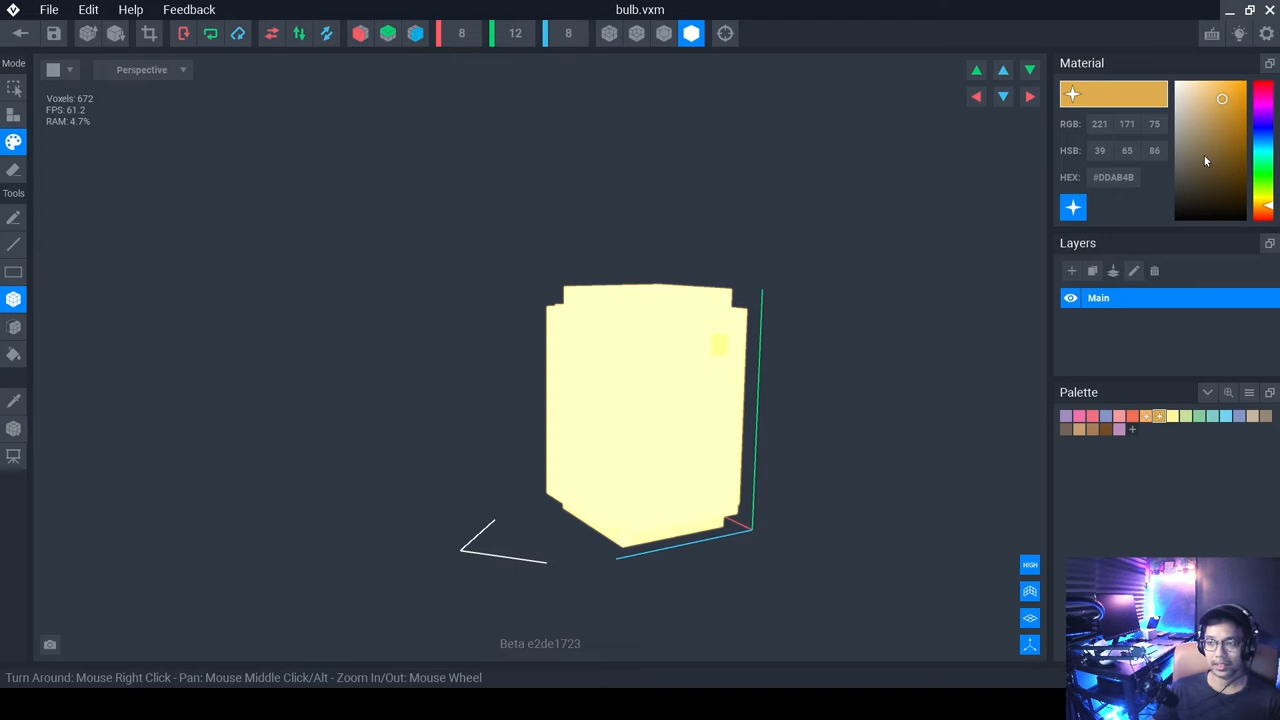 File Edit Help Feedback
bulb.vxm
8 12 8
Mode
Perspective
Voxels: 672
FPS: 61.2
RAM: 4.7%
Tools
HIGH
Beta e2de1723
Material
RGB: 221 171 75
HSB: 39 65 86
HEX: #DDAB4B
Layers
Main
Palette
Turn Around: Mouse Right Click - Pan: Mouse Middle Click/Alt - Zoom In/Out: Mouse Wheel